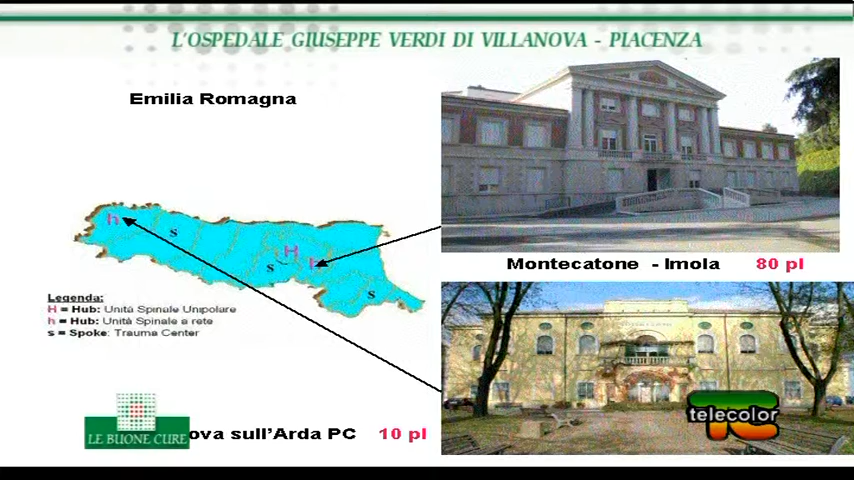 L'OSPEDALE GIUSEPPE VERDI DI VILLANOVA - PIACENZA
Emilia Romagna
h
s
H
h
s
s
Montecatone - Imola 80 pl
Legenda:
H = Hub: Unità Spinale Unipolare
h = Hub: Unità Spinale a rete
s = Spoke: Trauma Center
telecolor
LE BUONE CURE
ova sull'Arda PC 10 pl